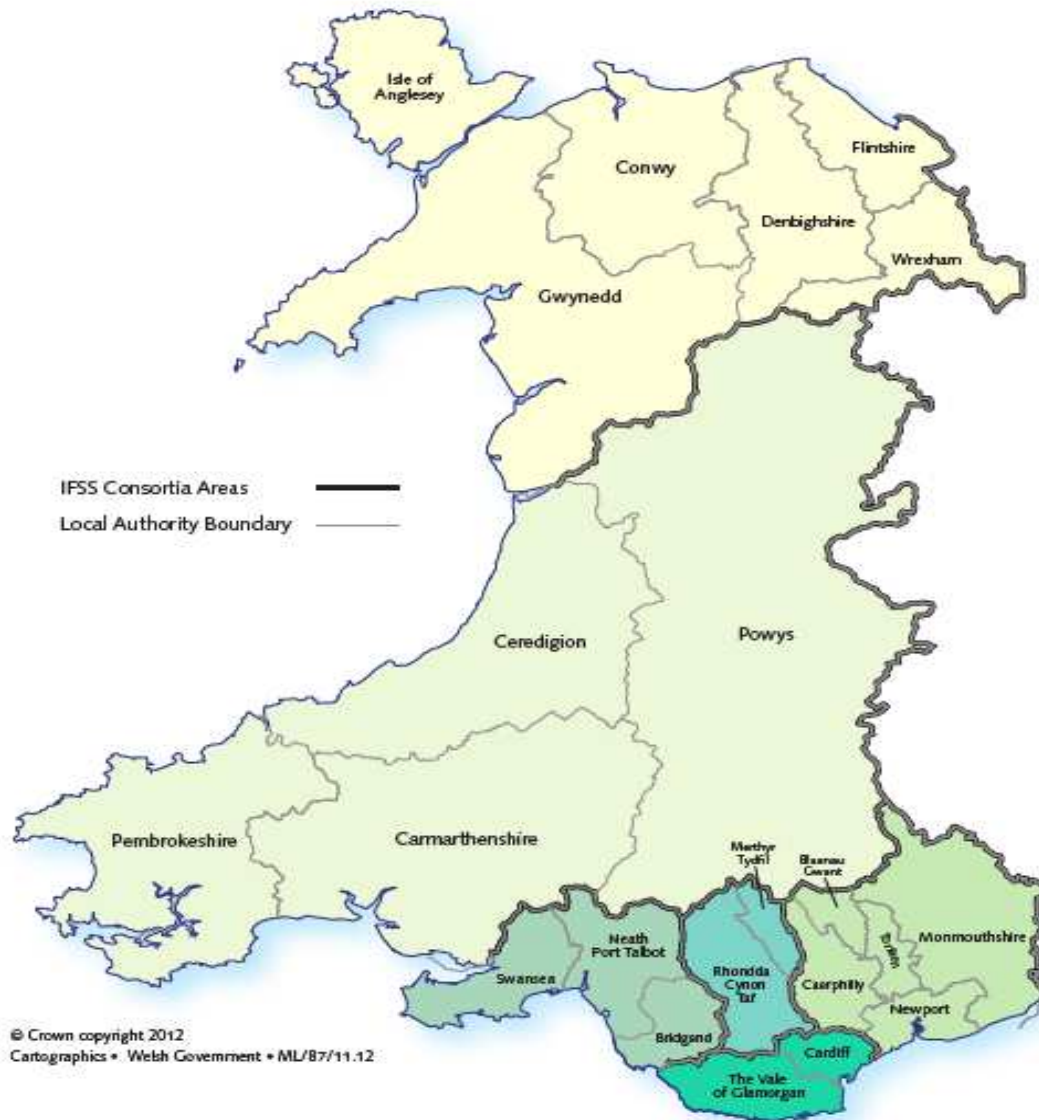 Isle of
Anglesey
Flintshire
Conwy
Denbighshire
Wrexham
Gwynedd
IFSS Consortia Areas
Local Authority Boundary
Powys
Ceredigion
Merthyr
Tydfil
Blaenau
Gwent
Pembrokeshire
Carmarthenshire
Neath
Port Talbot
Torfaen
Monmouthshire
Swansea
Rhondda
Cynon
Taf
Caerphilly
Newport
Bridgend
Cardiff
© Crown copyright 2012
Cartographics • Welsh Government • ML/87/11.12
The Vale
of Glamorgan